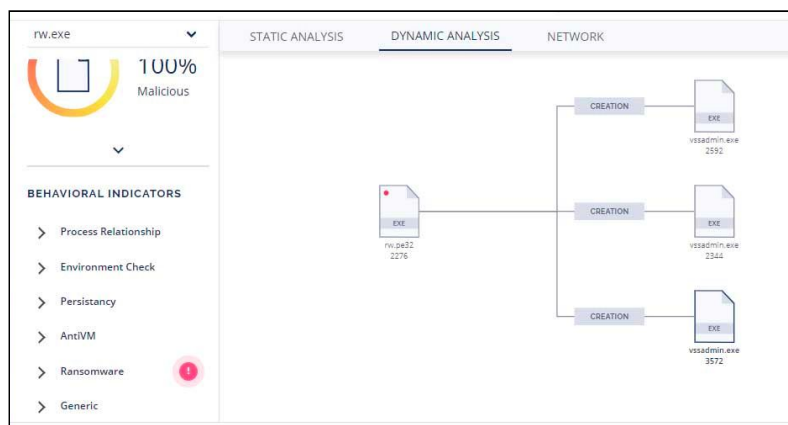 rw.exe
100%
Malicious
BEHAVIORAL INDICATORS
Process Relationship
Environment Check
Persistancy
AntiVM
Ransomware
!
Generic
STATIC ANALYSIS DYNAMIC ANALYSIS NETWORK
CREATION
EXE
vssadmin.exe
2592
EXE
rw.pe32
2276
CREATION
EXE
vssadmin.exe
2344
CREATION
EXE
vssadmin.exe
3572